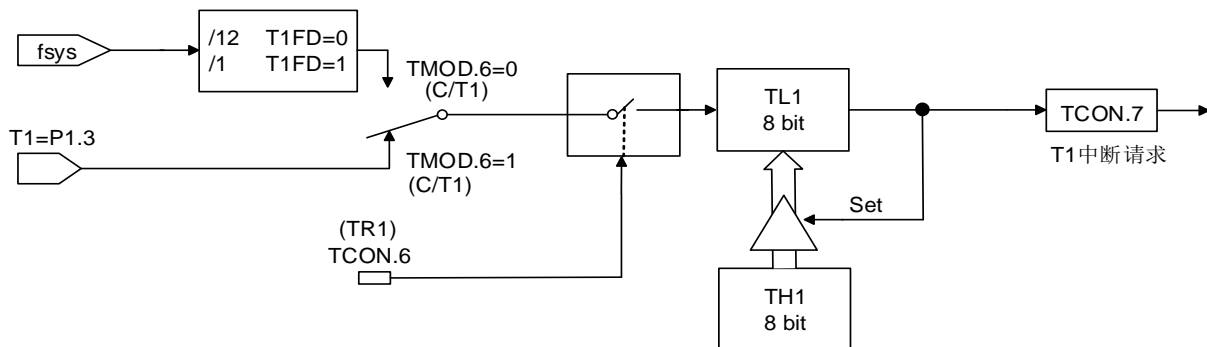 fsys
/12 T1FD=0
/1 T1FD=1
TMOD.6=0
(C/T1)
T1=P1.3
TMOD.6=1
(C/T1)
(TR1)
TCON.6
TL1
8 bit
Set
TH1
8 bit
TCON.7
T1中断请求